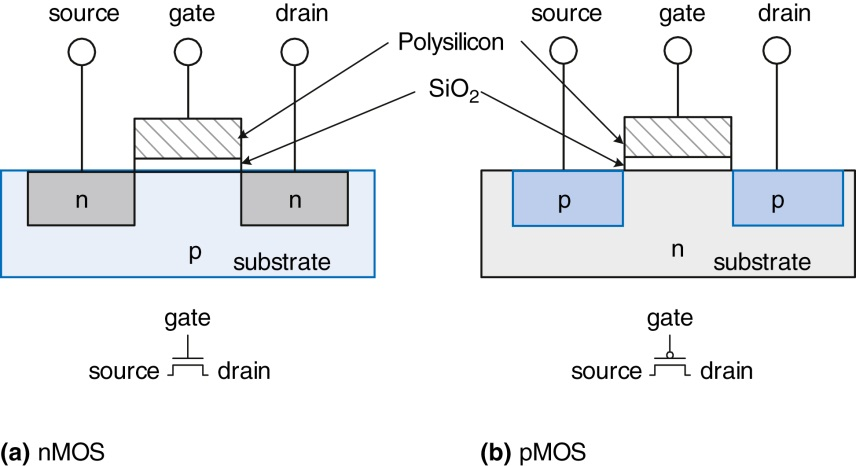 source gate drain
source gate drain
Polysilicon
SiO2
n
n
p
substrate
p
p
n
substrate
gate
source
drain
gate
source
drain
(a) nMOS
(b) pMOS